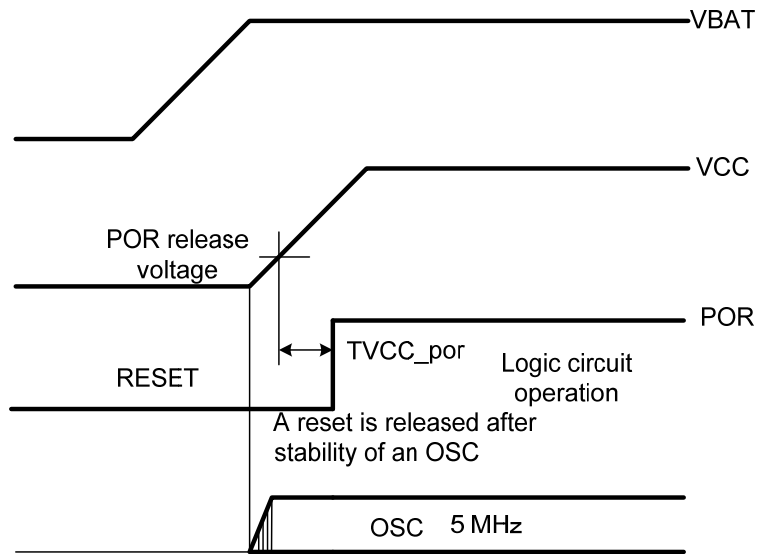 VBAT
VCC
POR release
voltage
POR
TVCC_por
RESET
Logic circuit
operation
A reset is released after
stability of an OSC
OSC 5 MHz